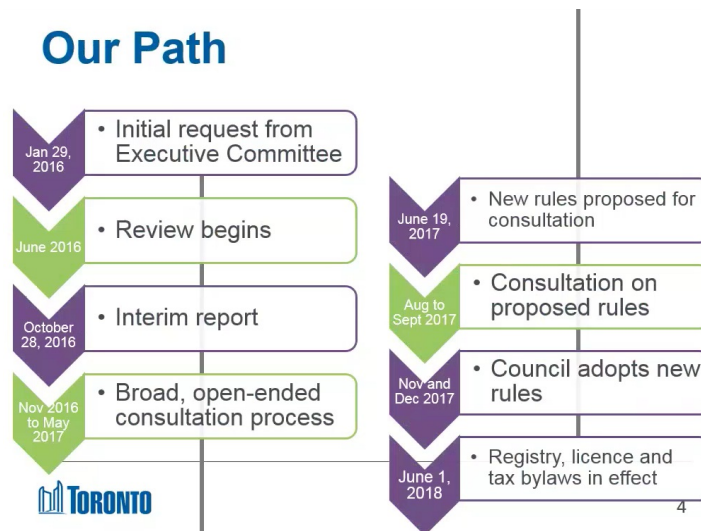 Our Path
Jan 29,
2016
• Initial request from
Executive Committee
June 2016
• Review begins
October
28, 2016
• Interim report
Nov 2016
to May
2017
• Broad, open-ended
consultation process
June 19,
2017
• New rules proposed for
consultation
Aug to
Sept 2017
• Consultation on
proposed rules
Nov and
Dec 2017
• Council adopts new
rules
June 1,
2018
• Registry, licence and
tax bylaws in effect
TORONTO
4